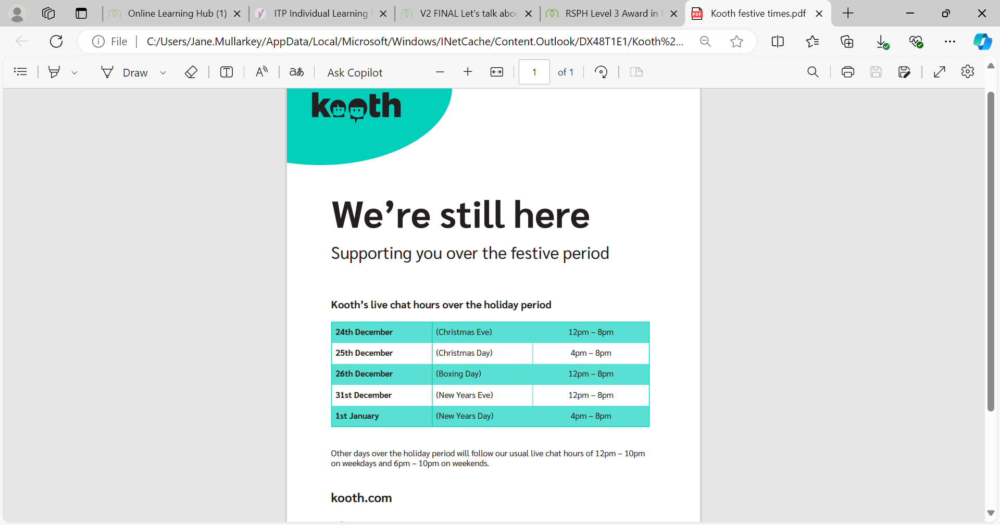 Online Learning Hub (1)
ITP Individual Learning
V2 FINAL Let's talk abou
RSPH Level 3 Award in
Kooth festive times.pdf
File
C:/Users/Jane.Mullarkey/AppData/Local/Microsoft/Windows/INetCache/Content.Outlook/DX48T1E1/Kooth%2...
Draw
Ask Copilot
1
of 1
kooth
We’re still here
Supporting you over the festive period
Kooth’s live chat hours over the holiday period
24th December (Christmas Eve) 12pm – 8pm
25th December (Christmas Day) 4pm – 8pm
26th December (Boxing Day) 12pm – 8pm
31st December (New Years Eve) 12pm – 8pm
1st January (New Years Day) 4pm – 8pm
Other days over the holiday period will follow our usual live chat hours of 12pm – 10pm
on weekdays and 6pm – 10pm on weekends.
kooth.com